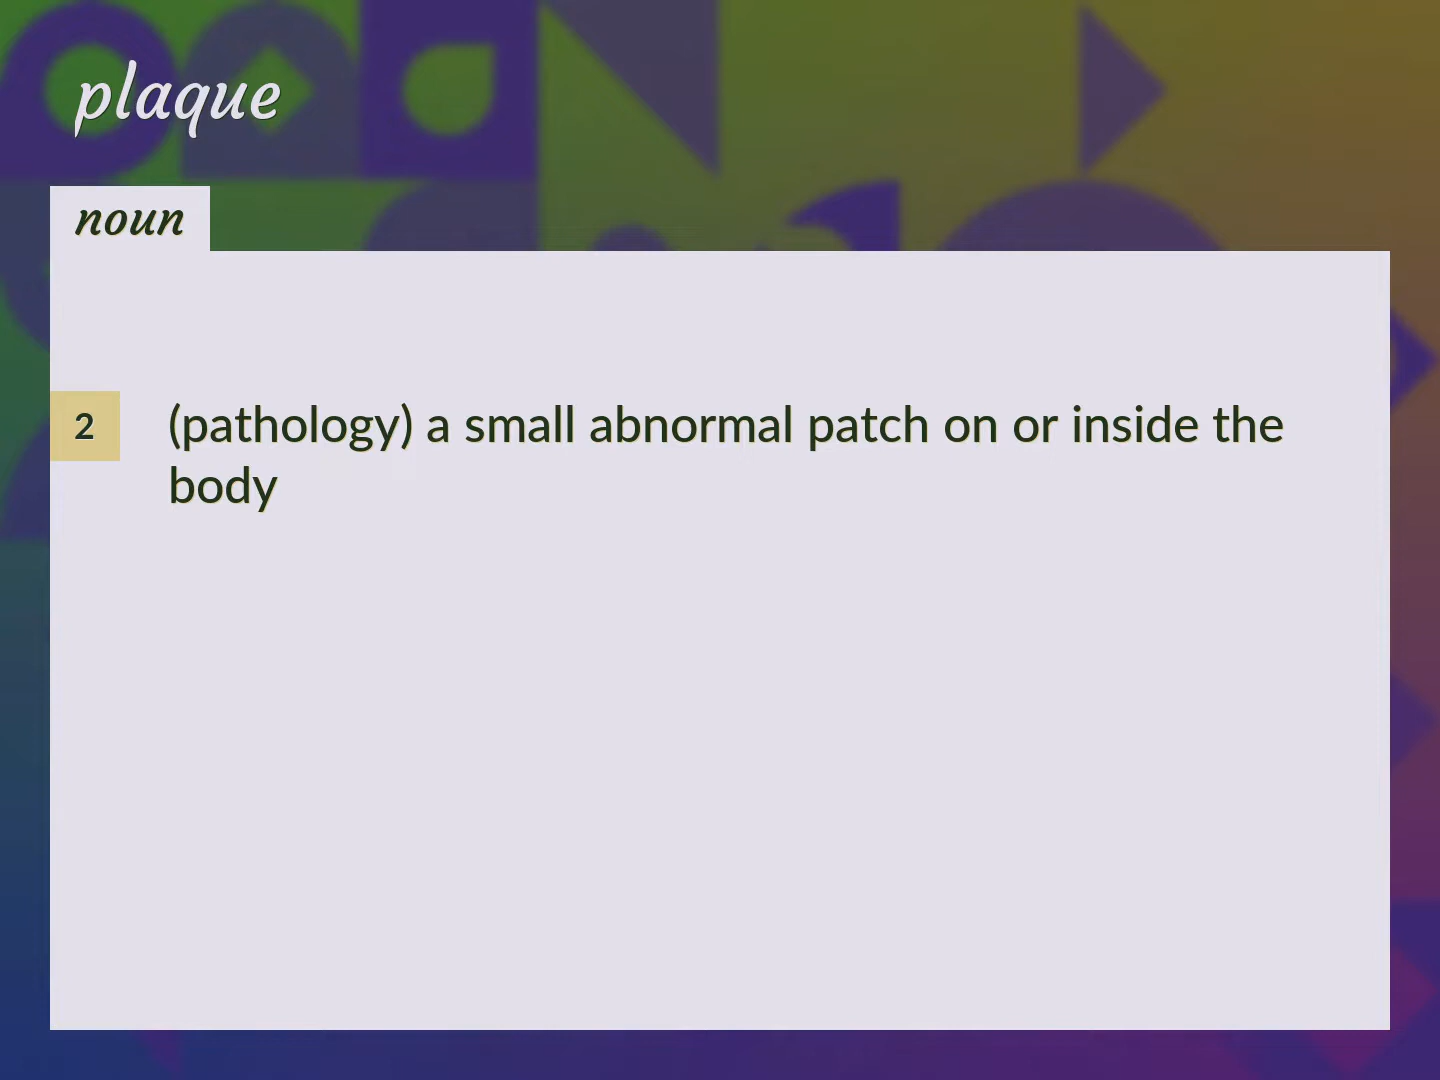 plaque
noun
2
(pathology) a small abnormal patch on or inside the
body